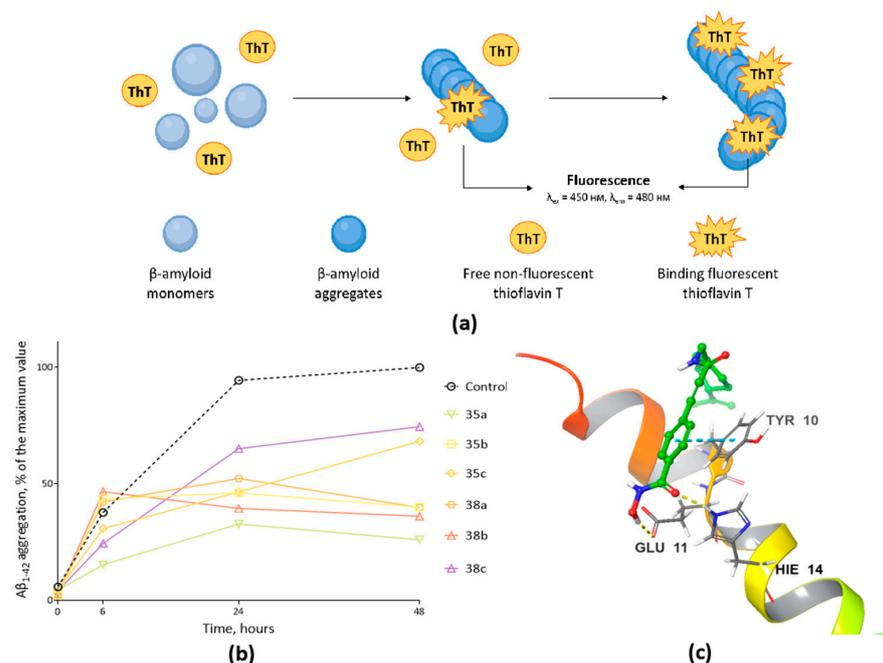 ThT
ThT
ThT
ThT
ThT
ThT
ThT
ThT
ThT
Fluorescence
λex = 450 нм, λem = 480 нм
ThT
ThT
β-amyloid
monomers
β-amyloid
aggregates
Free non-fluorescent
thioflavin T
Binding fluorescent
thioflavin T
(a)
Aβ1-42 aggregation, % of the maximum value
100
50
0
0
6
24
48
Time, hours
Control
35a
35b
35c
38a
38b
38c
(b)
TYR 10
GLU 11
HIE 14
(c)